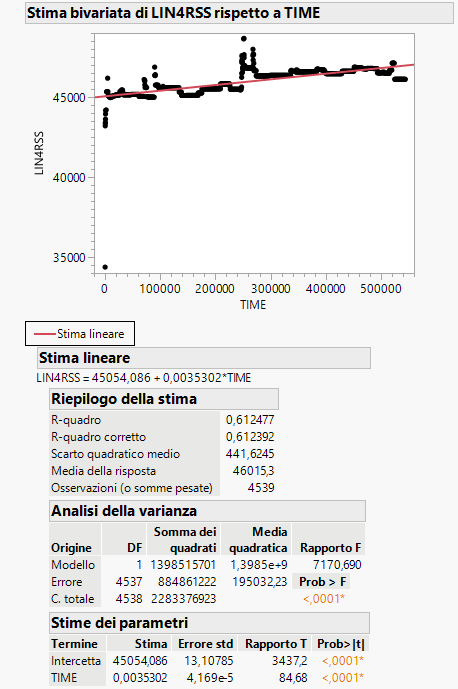 Stima bivariata di LIN4RSS rispetto a TIME
45000
40000
35000
LIN4RSS
0 100000 200000 300000 400000 500000
TIME
Stima lineare
Stima lineare
LIN4RSS = 45054,086 + 0,0035302*TIME
Riepilogo della stima
R-quadro 0,612477
R-quadro corretto 0,612392
Scarto quadratico medio 441,6245
Media della risposta 46015,3
Osservazioni (o somme pesate) 4539
Analisi della varianza
Somma dei Media
Origine DF quadrati quadratica Rapporto F
Modello 1 1398515701 1,3985e+9 7170,690
Errore 4537 884861222 195032,23 Prob > F
C. totale 4538 2283376923 <,0001*
Stime dei parametri
Termine Stima Errore std Rapporto T Prob>|t|
Intercetta 45054,086 13,10785 3437,2 <,0001*
TIME 0,0035302 4,169e-5 84,68 <,0001*